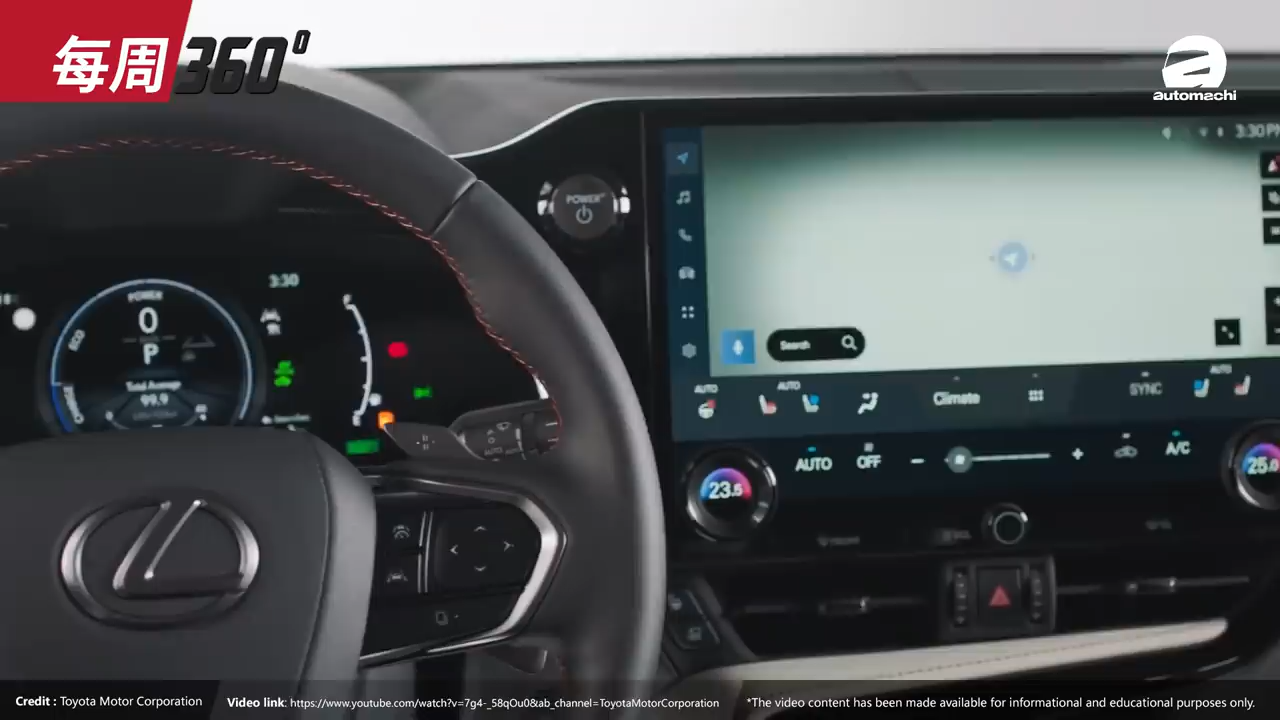 每周360°
automachi
POWER
3:30 PM
3:30
POWER
0
P
ECO
CHARGE
Total Average
99.9
F
AUTO
Search
AUTO
AUTO
AUTO
Climate
SYNC
AUTO
OFF
A/C
23.5
25.0
Credit : Toyota Motor Corporation
Video link: https://www.youtube.com/watch?v=7g4-_58qOu0&ab_channel=ToyotaMotorCorporation
*The video content has been made available for informational and educational purposes only.